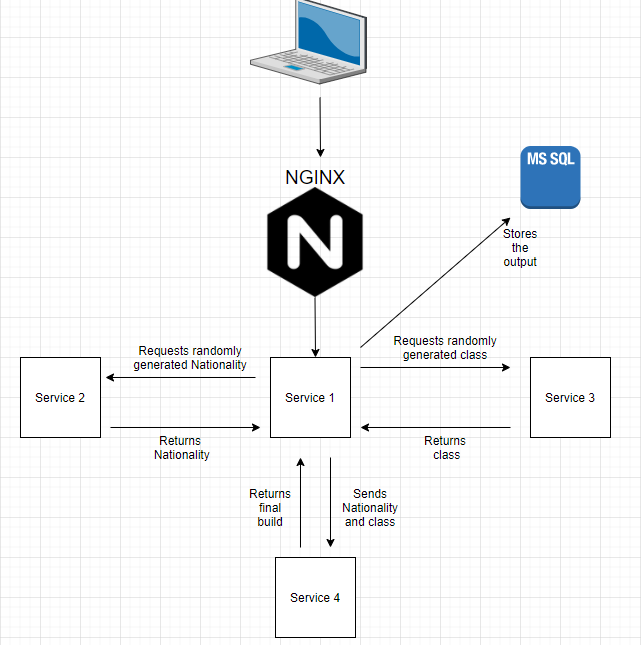 NGINX
N
MS SQL
Stores
the
output
Requests randomly
generated Nationality
Requests randomly
generated class
Service 2
Service 1
Service 3
Returns
Nationality
Returns
class
Returns
final
build
Sends
Nationality
and class
Service 4